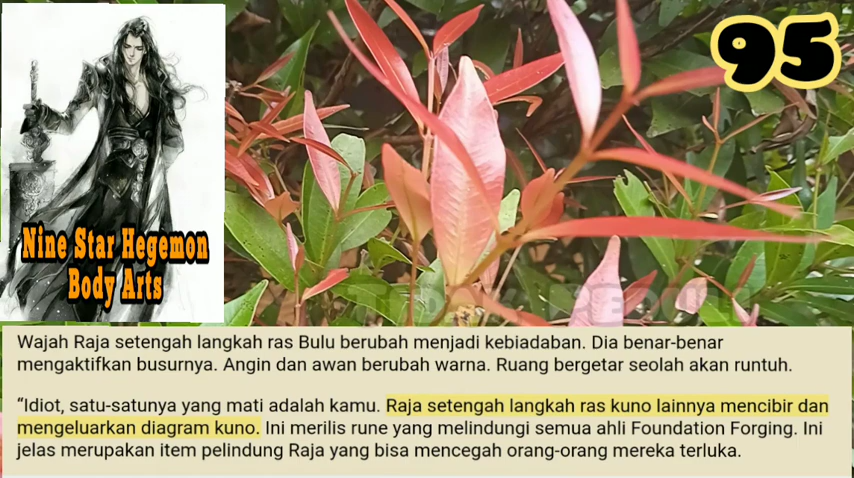 95
Nine Star Hegemon
Body Arts
Wajah Raja setengah langkah ras Bulu berubah menjadi kebiadaban. Dia benar-benar
mengaktifkan busurnya. Angin dan awan berubah warna. Ruang bergetar seolah akan runtuh.
“Idiot, satu-satunya yang mati adalah kamu. Raja setengah langkah ras kuno lainnya mencibir dan
mengeluarkan diagram kuno. Ini merilis rune yang melindungi semua ahli Foundation Forging. Ini
jelas merupakan item pelindung Raja yang bisa mencegah orang-orang mereka terluka.